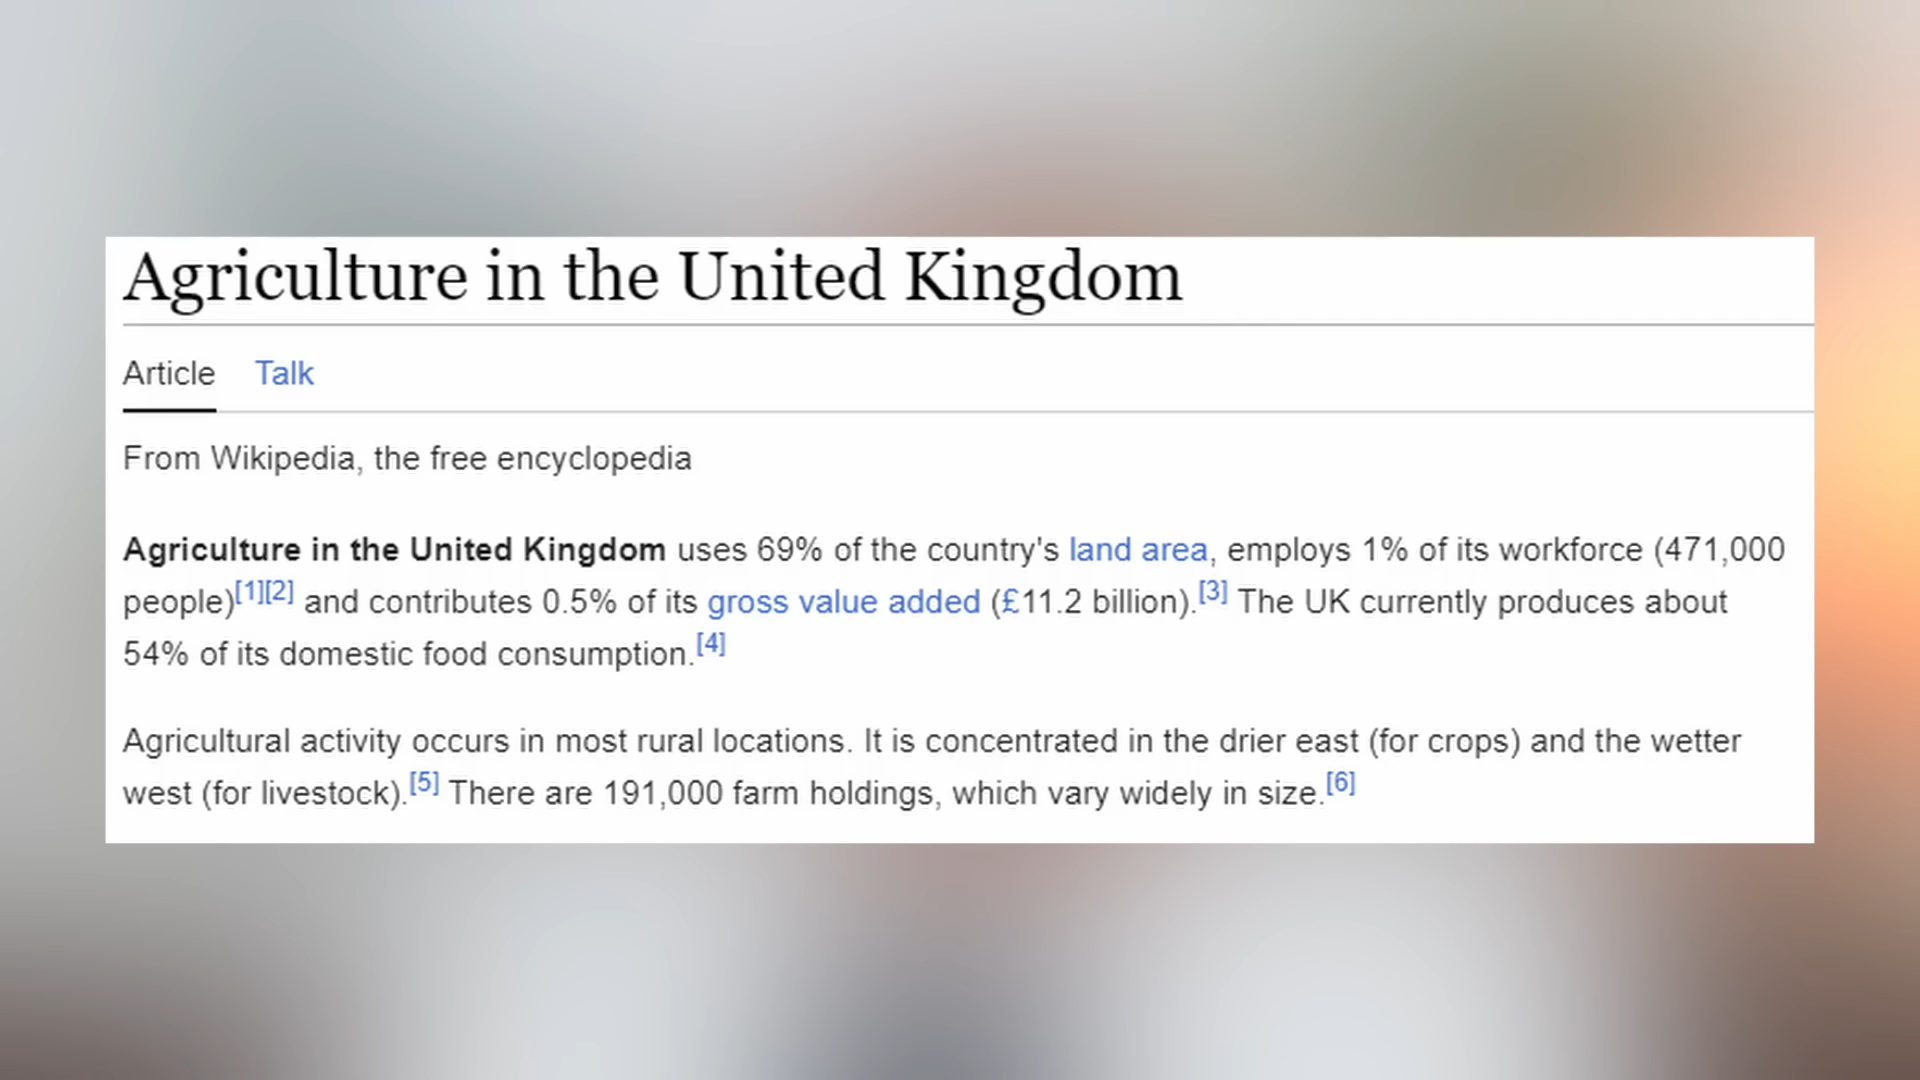 Agriculture in the United Kingdom
Article Talk
From Wikipedia, the free encyclopedia
Agriculture in the United Kingdom uses 69% of the country's land area, employs 1% of its workforce (471,000
people)[1][2] and contributes 0.5% of its gross value added (£11.2 billion).[3] The UK currently produces about
54% of its domestic food consumption.[4]
Agricultural activity occurs in most rural locations. It is concentrated in the drier east (for crops) and the wetter
west (for livestock).[5] There are 191,000 farm holdings, which vary widely in size.[6]